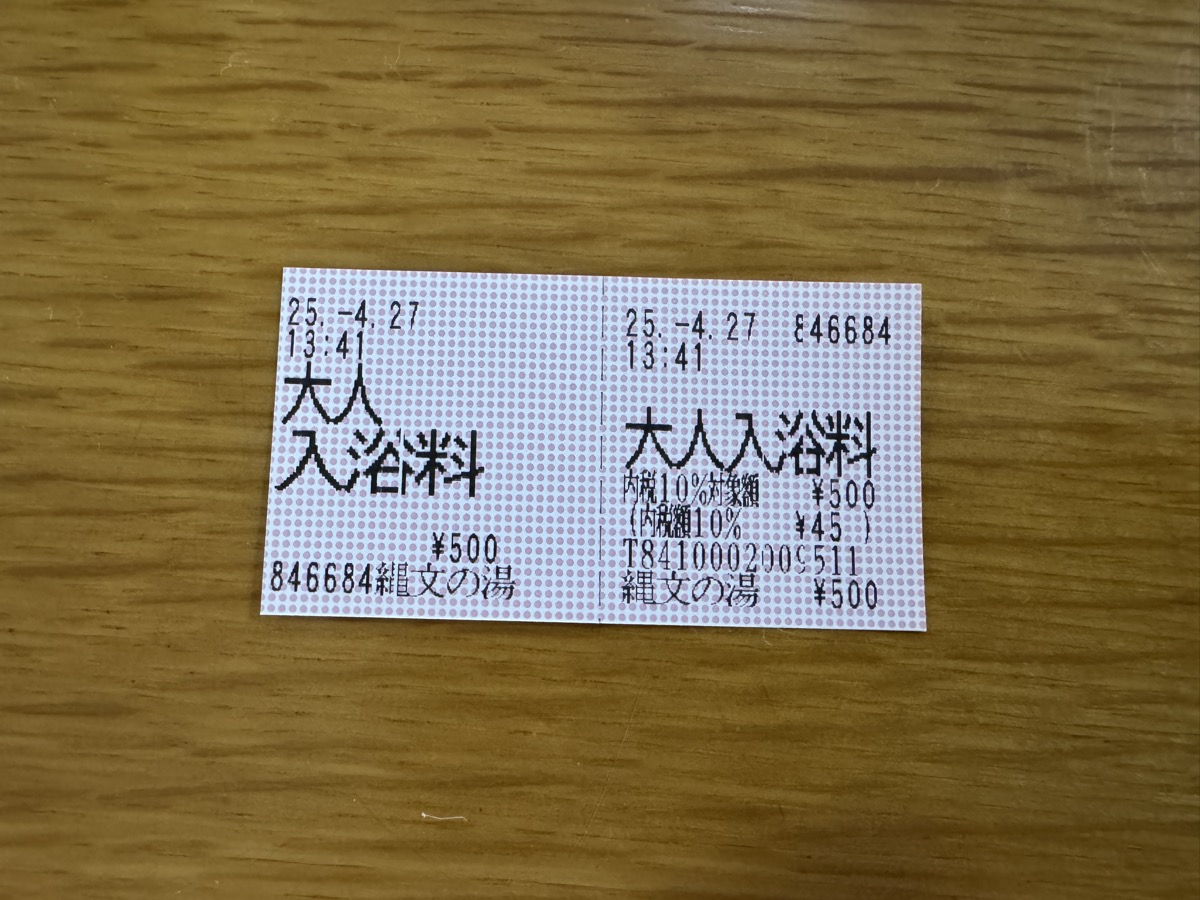 25.-4.27
13:41
大人
入浴料
¥500
846684縄文の湯
25.-4.27 846684
13:41
大人入浴料
内税10%対象額 ¥500
(内税額10% ¥45 )
T8410002009511
縄文の湯 ¥500